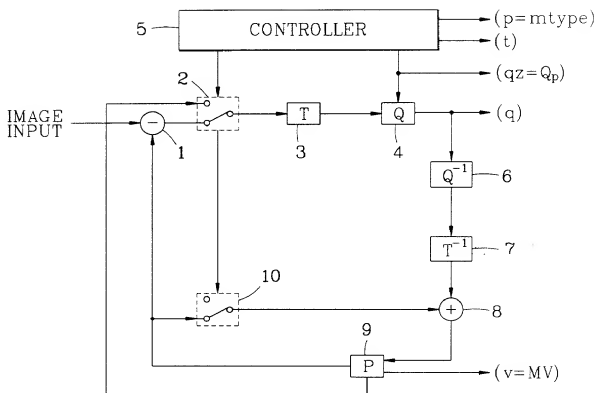 5
CONTROLLER
(p=mtype)
(t)
(qz=Qp)
2
IMAGE
INPUT
−
1
T
3
Q
4
(q)
Q⁻¹
6
T⁻¹
7
10
+
8
9
P
(v=MV)